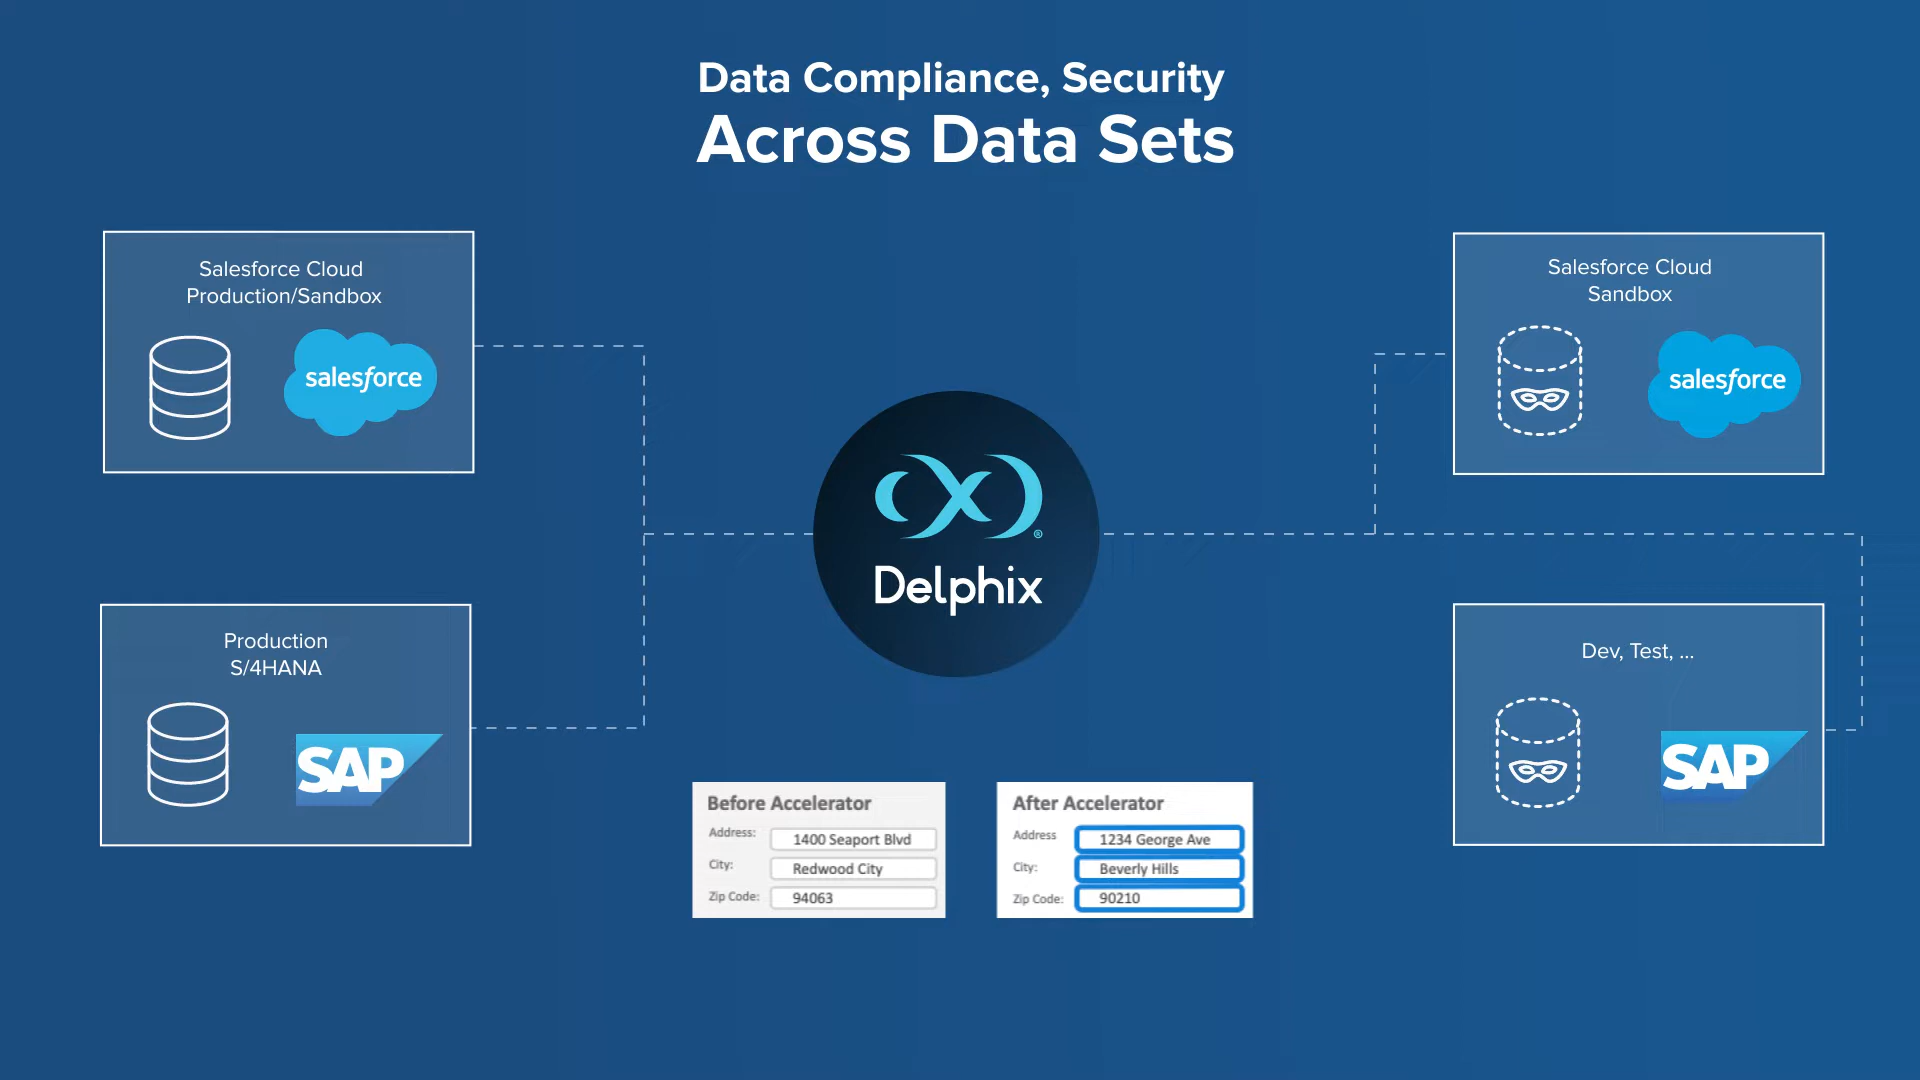 Data Compliance, Security
Across Data Sets
Salesforce Cloud
Production/Sandbox
salesforce
Salesforce Cloud
Sandbox
salesforce
Delphix
®
Production
S/4HANA
SAP
Dev, Test, ...
SAP
Before Accelerator
Address: 1400 Seaport Blvd
City: Redwood City
Zip Code: 94063
After Accelerator
Address 1234 George Ave
City: Beverly Hills
Zip Code: 90210